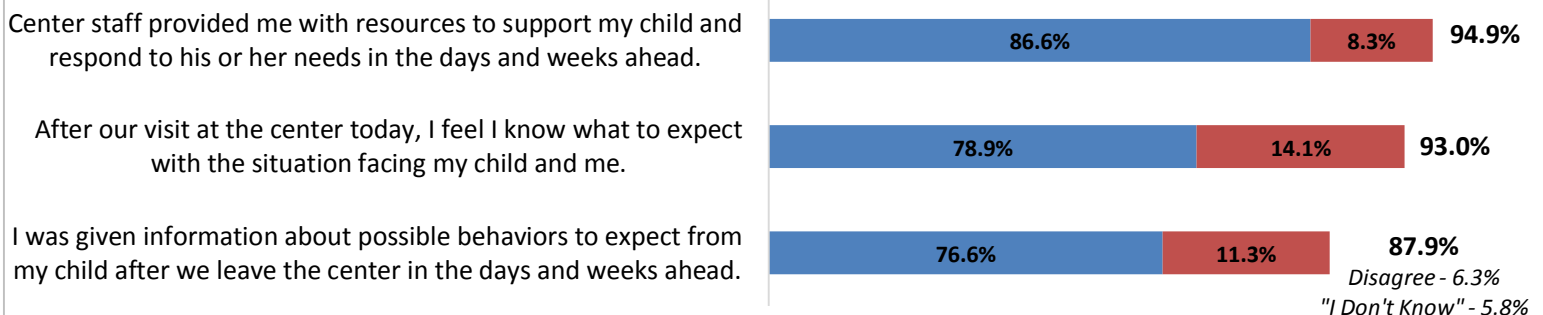 Center staff provided me with resources to support my child and
respond to his or her needs in the days and weeks ahead.
86.6%
8.3%
94.9%
After our visit at the center today, I feel I know what to expect
with the situation facing my child and me.
78.9%
14.1%
93.0%
I was given information about possible behaviors to expect from
my child after we leave the center in the days and weeks ahead.
76.6%
11.3%
87.9%
Disagree - 6.3%
"I Don't Know" - 5.8%